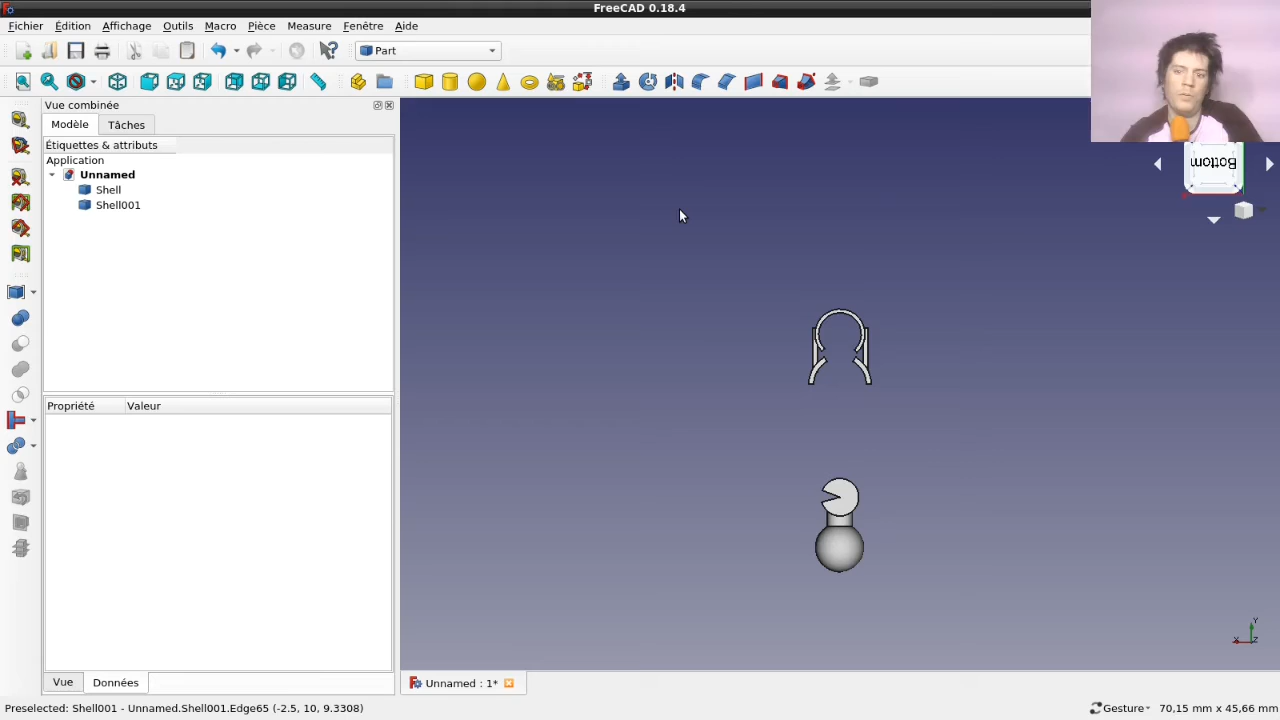 FreeCAD 0.18.4
Fichier Édition Affichage Outils Macro Pièce Measure Fenêtre Aide
Part
Vue combinée
Modèle Tâches
Étiquettes & attributs
Application
Unnamed
Shell
Shell001
Bottom
Propriété Valeur
Y
X Z
Vue Données
Unnamed : 1*
Preselected: Shell001 - Unnamed.Shell001.Edge65 (-2.5, 10, 9.3308)
Gesture 70,15 mm x 45,66 mm